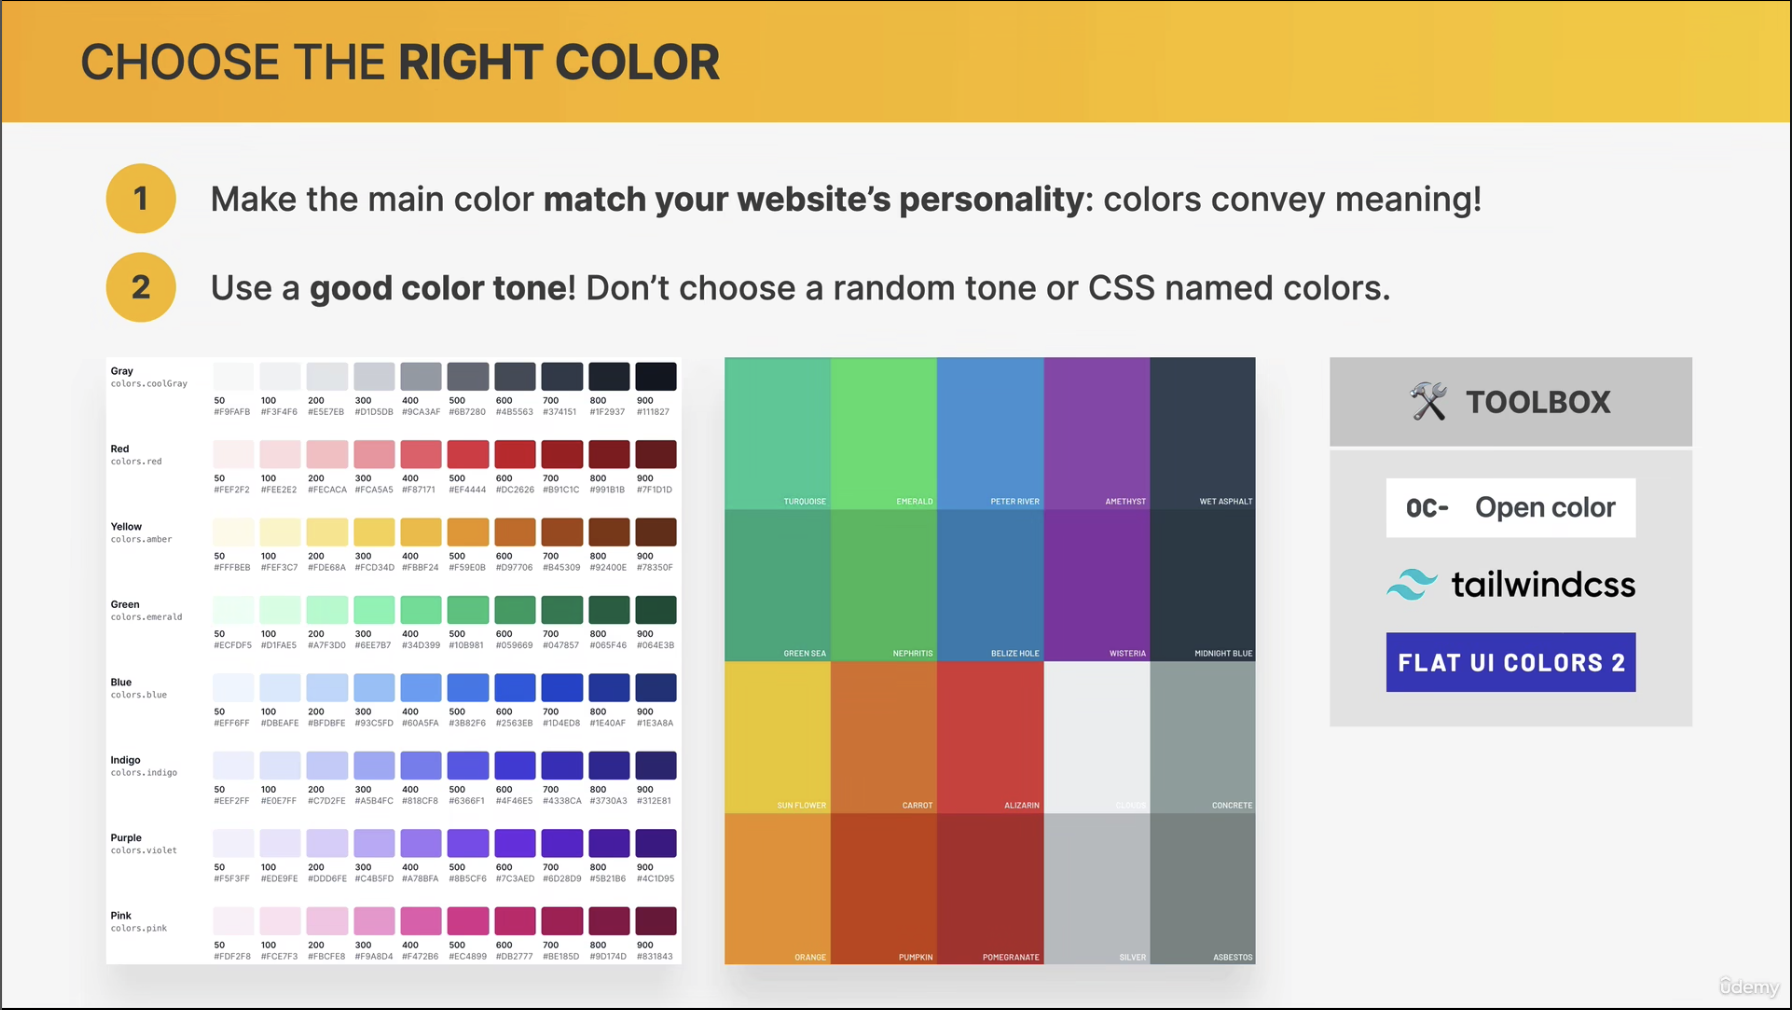 CHOOSE THE RIGHT COLOR
1 Make the main color match your website’s personality: colors convey meaning!
2 Use a good color tone! Don’t choose a random tone or CSS named colors.
Gray
colors.coolGray
50 100 200 300 400 500 600 700 800 900
#F9FAFB #F3F4F6 #E5E7EB #D1D5DB #9CA3AF #6B7280 #4B5563 #374151 #1F2937 #111827
Red
colors.red
50 100 200 300 400 500 600 700 800 900
#FEF2F2 #FEE2E2 #FECACA #FCA5A5 #F87171 #EF4444 #DC2626 #B91C1C #991B1B #7F1D1D
Yellow
colors.amber
50 100 200 300 400 500 600 700 800 900
#FFFBEB #FEF3C7 #FDE68A #FCD34D #FBBF24 #F59E0B #D97706 #B45309 #92400E #78350F
Green
colors.emerald
50 100 200 300 400 500 600 700 800 900
#ECFDF5 #D1FAE5 #A7F3D0 #6EE7B7 #34D399 #10B981 #059669 #047857 #065F46 #064E3B
Blue
colors.blue
50 100 200 300 400 500 600 700 800 900
#EFF6FF #DBEAFE #BFDBFE #93C5FD #60A5FA #3B82F6 #2563EB #1D4ED8 #1E40AF #1E3A8A
Indigo
colors.indigo
50 100 200 300 400 500 600 700 800 900
#EEF2FF #E0E7FF #C7D2FE #A5B4FC #818CF8 #6366F1 #4F46E5 #4338CA #3730A3 #312E81
Purple
colors.violet
50 100 200 300 400 500 600 700 800 900
#F5F3FF #EDE9FE #DDD6FE #C4B5FD #A78BFA #8B5CF6 #7C3AED #6D28D9 #5B21B6 #4C1D95
Pink
colors.pink
50 100 200 300 400 500 600 700 800 900
#FDF2F8 #FCE7F3 #FBCFE8 #F9A8D4 #F472B6 #EC4899 #DB2777 #BE185D #9D174D #831843
TURQUOISE EMERALD PETER RIVER AMETHYST WET ASPHALT
GREEN SEA NEPHRITIS BELIZE HOLE WISTERIA MIDNIGHT BLUE
SUN FLOWER CARROT ALIZARIN CLOUDS CONCRETE
ORANGE PUMPKIN POMEGRANATE SILVER ASBESTOS
TOOLBOX
OC- Open color
tailwindcss
FLAT UI COLORS 2
ûdemy